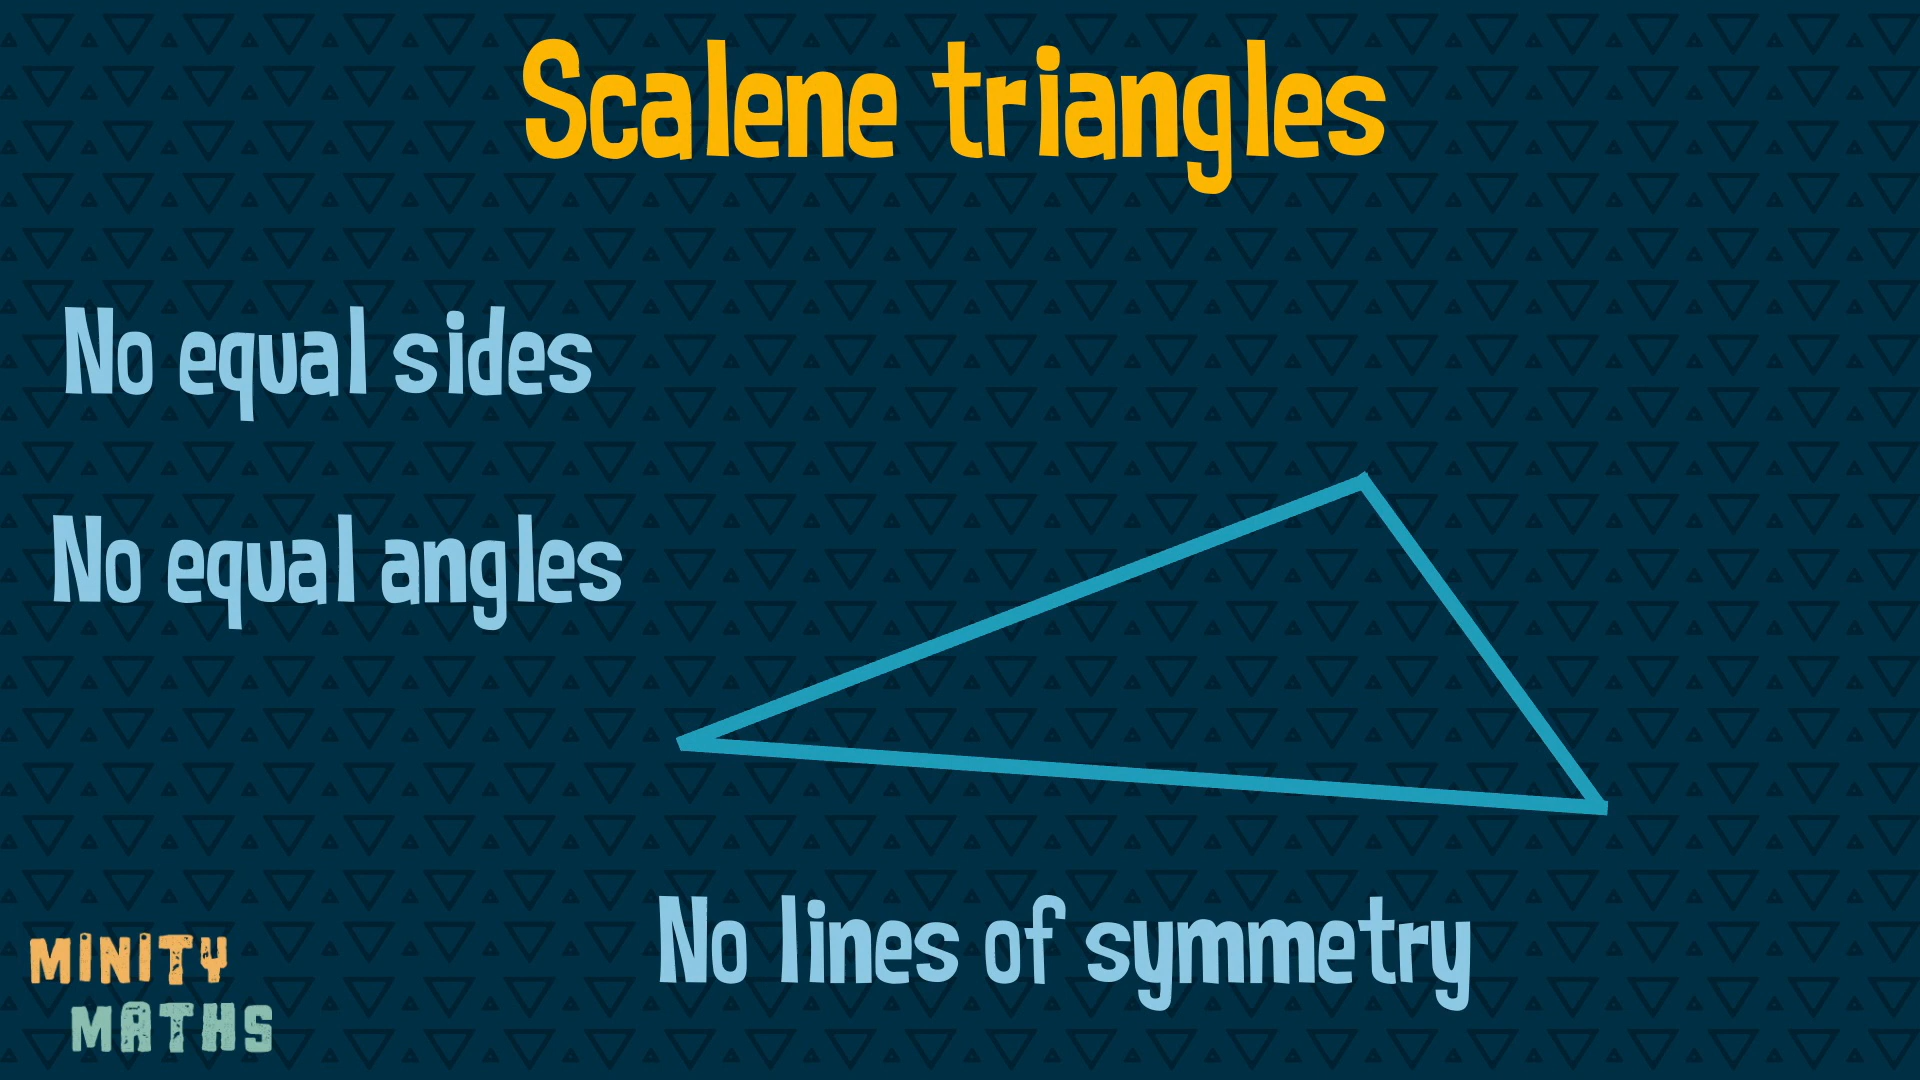 Scalene triangles
No equal sides
No equal angles
No lines of symmetry
MINITY
MATHS